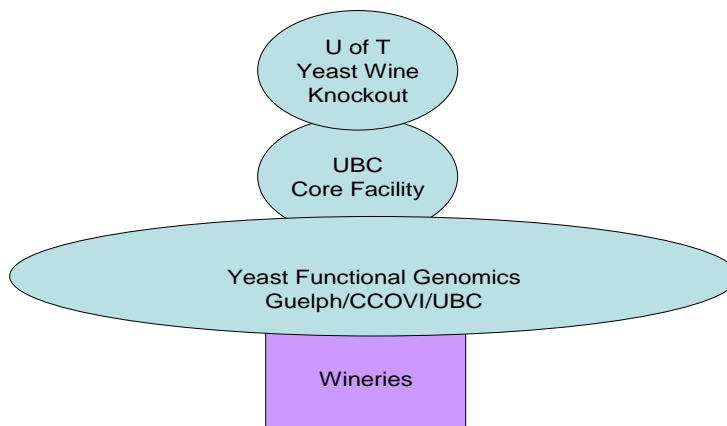 U of T
Yeast Wine
Knockout
UBC
Core Facility
Yeast Functional Genomics
Guelph/CCOVI/UBC
Wineries